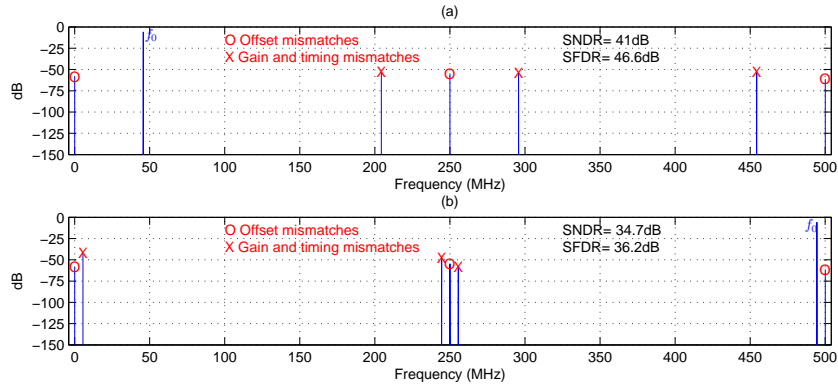 (a)
f0
O Offset mismatches
X Gain and timing mismatches
SNDR= 41dB
SFDR= 46.6dB
dB
0
−25
−50
−75
−100
−125
−150
0 50 100 150 200 250 300 350 400 450 500
Frequency (MHz)
(b)
O Offset mismatches
X Gain and timing mismatches
SNDR= 34.7dB
SFDR= 36.2dB
f0
dB
0
−25
−50
−75
−100
−125
−150
0 50 100 150 200 250 300 350 400 450 500
Frequency (MHz)